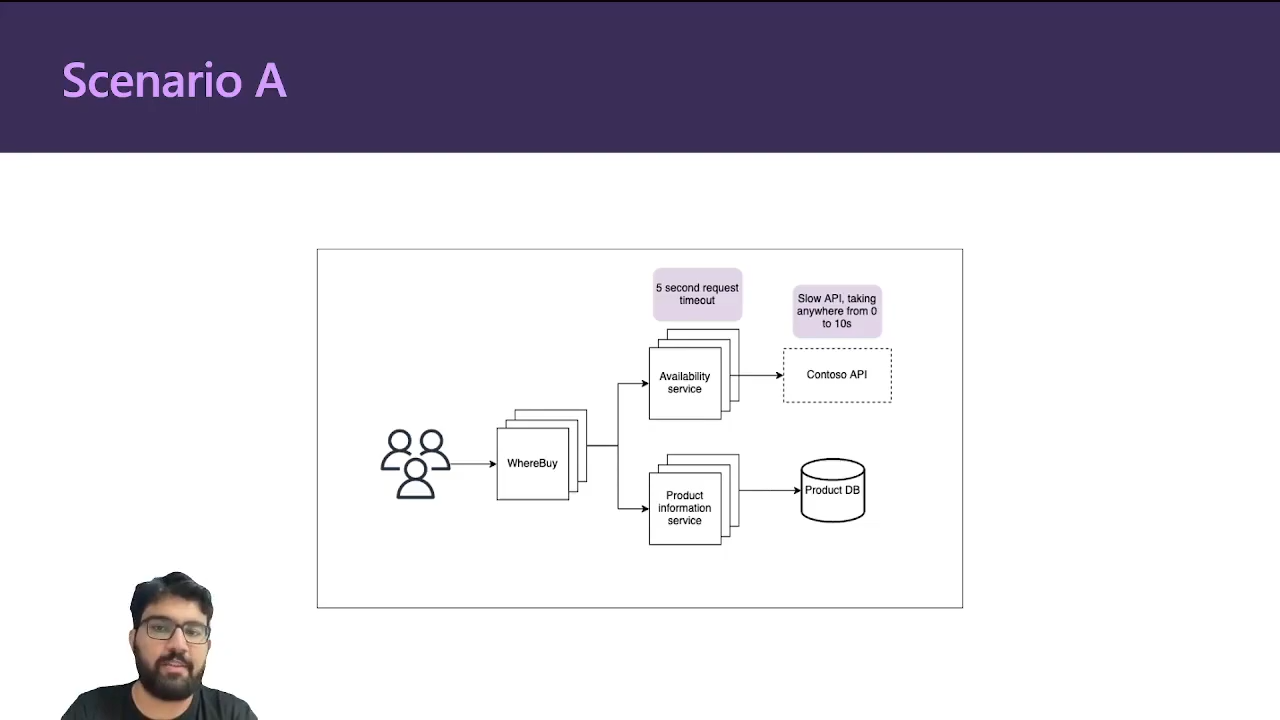 Scenario A
5 second request
timeout
Slow API, taking
anywhere from 0
to 10s
Availability
service
Contoso API
WhereBuy
Product
information
service
Product DB